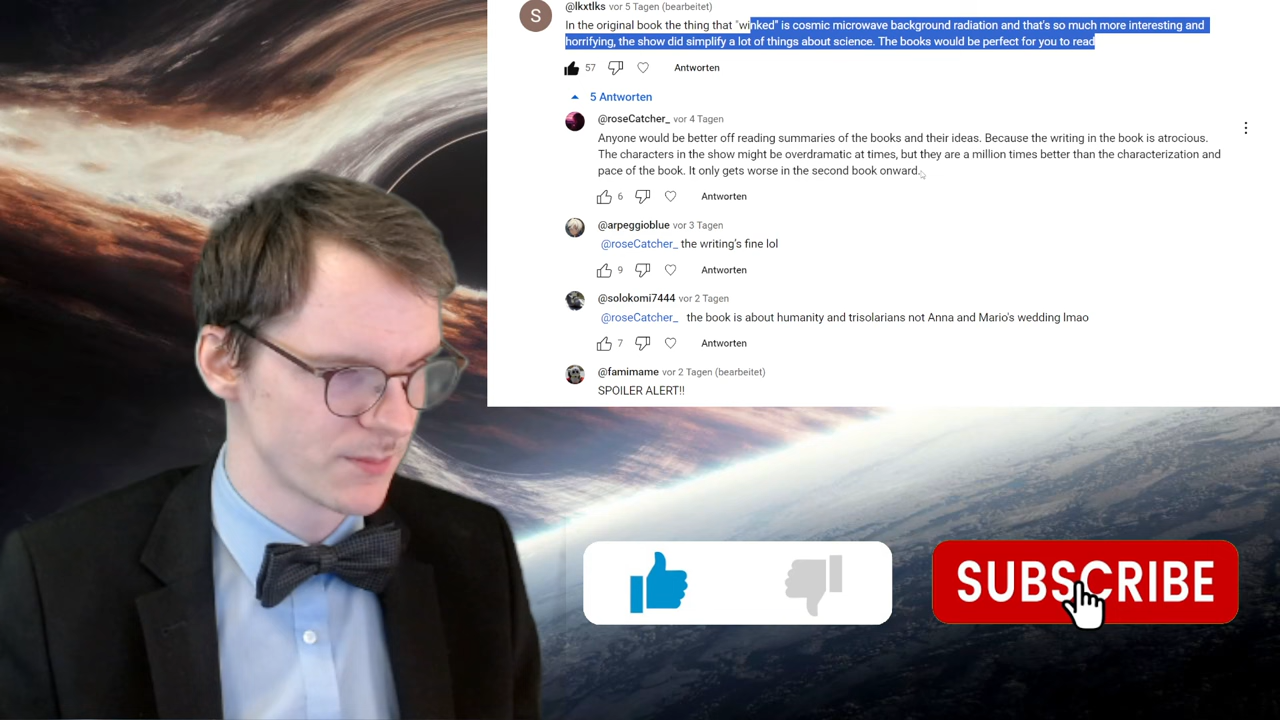 S
@lkxtlks vor 5 Tagen (bearbeitet)
In the original book the thing that "winked" is cosmic microwave background radiation and that's so much more interesting and
horrifying, the show did simplify a lot of things about science. The books would be perfect for you to read
57 Antworten
5 Antworten
@roseCatcher_ vor 4 Tagen
Anyone would be better off reading summaries of the books and their ideas. Because the writing in the book is atrocious.
The characters in the show might be overdramatic at times, but they are a million times better than the characterization and
pace of the book. It only gets worse in the second book onward.
6 Antworten
@arpeggioblue vor 3 Tagen
@roseCatcher_ the writing's fine lol
9 Antworten
@solokomi7444 vor 2 Tagen
@roseCatcher_ the book is about humanity and trisolarians not Anna and Mario's wedding lmao
7 Antworten
@famimame vor 2 Tagen (bearbeitet)
SPOILER ALERT!!
SUBSCRIBE